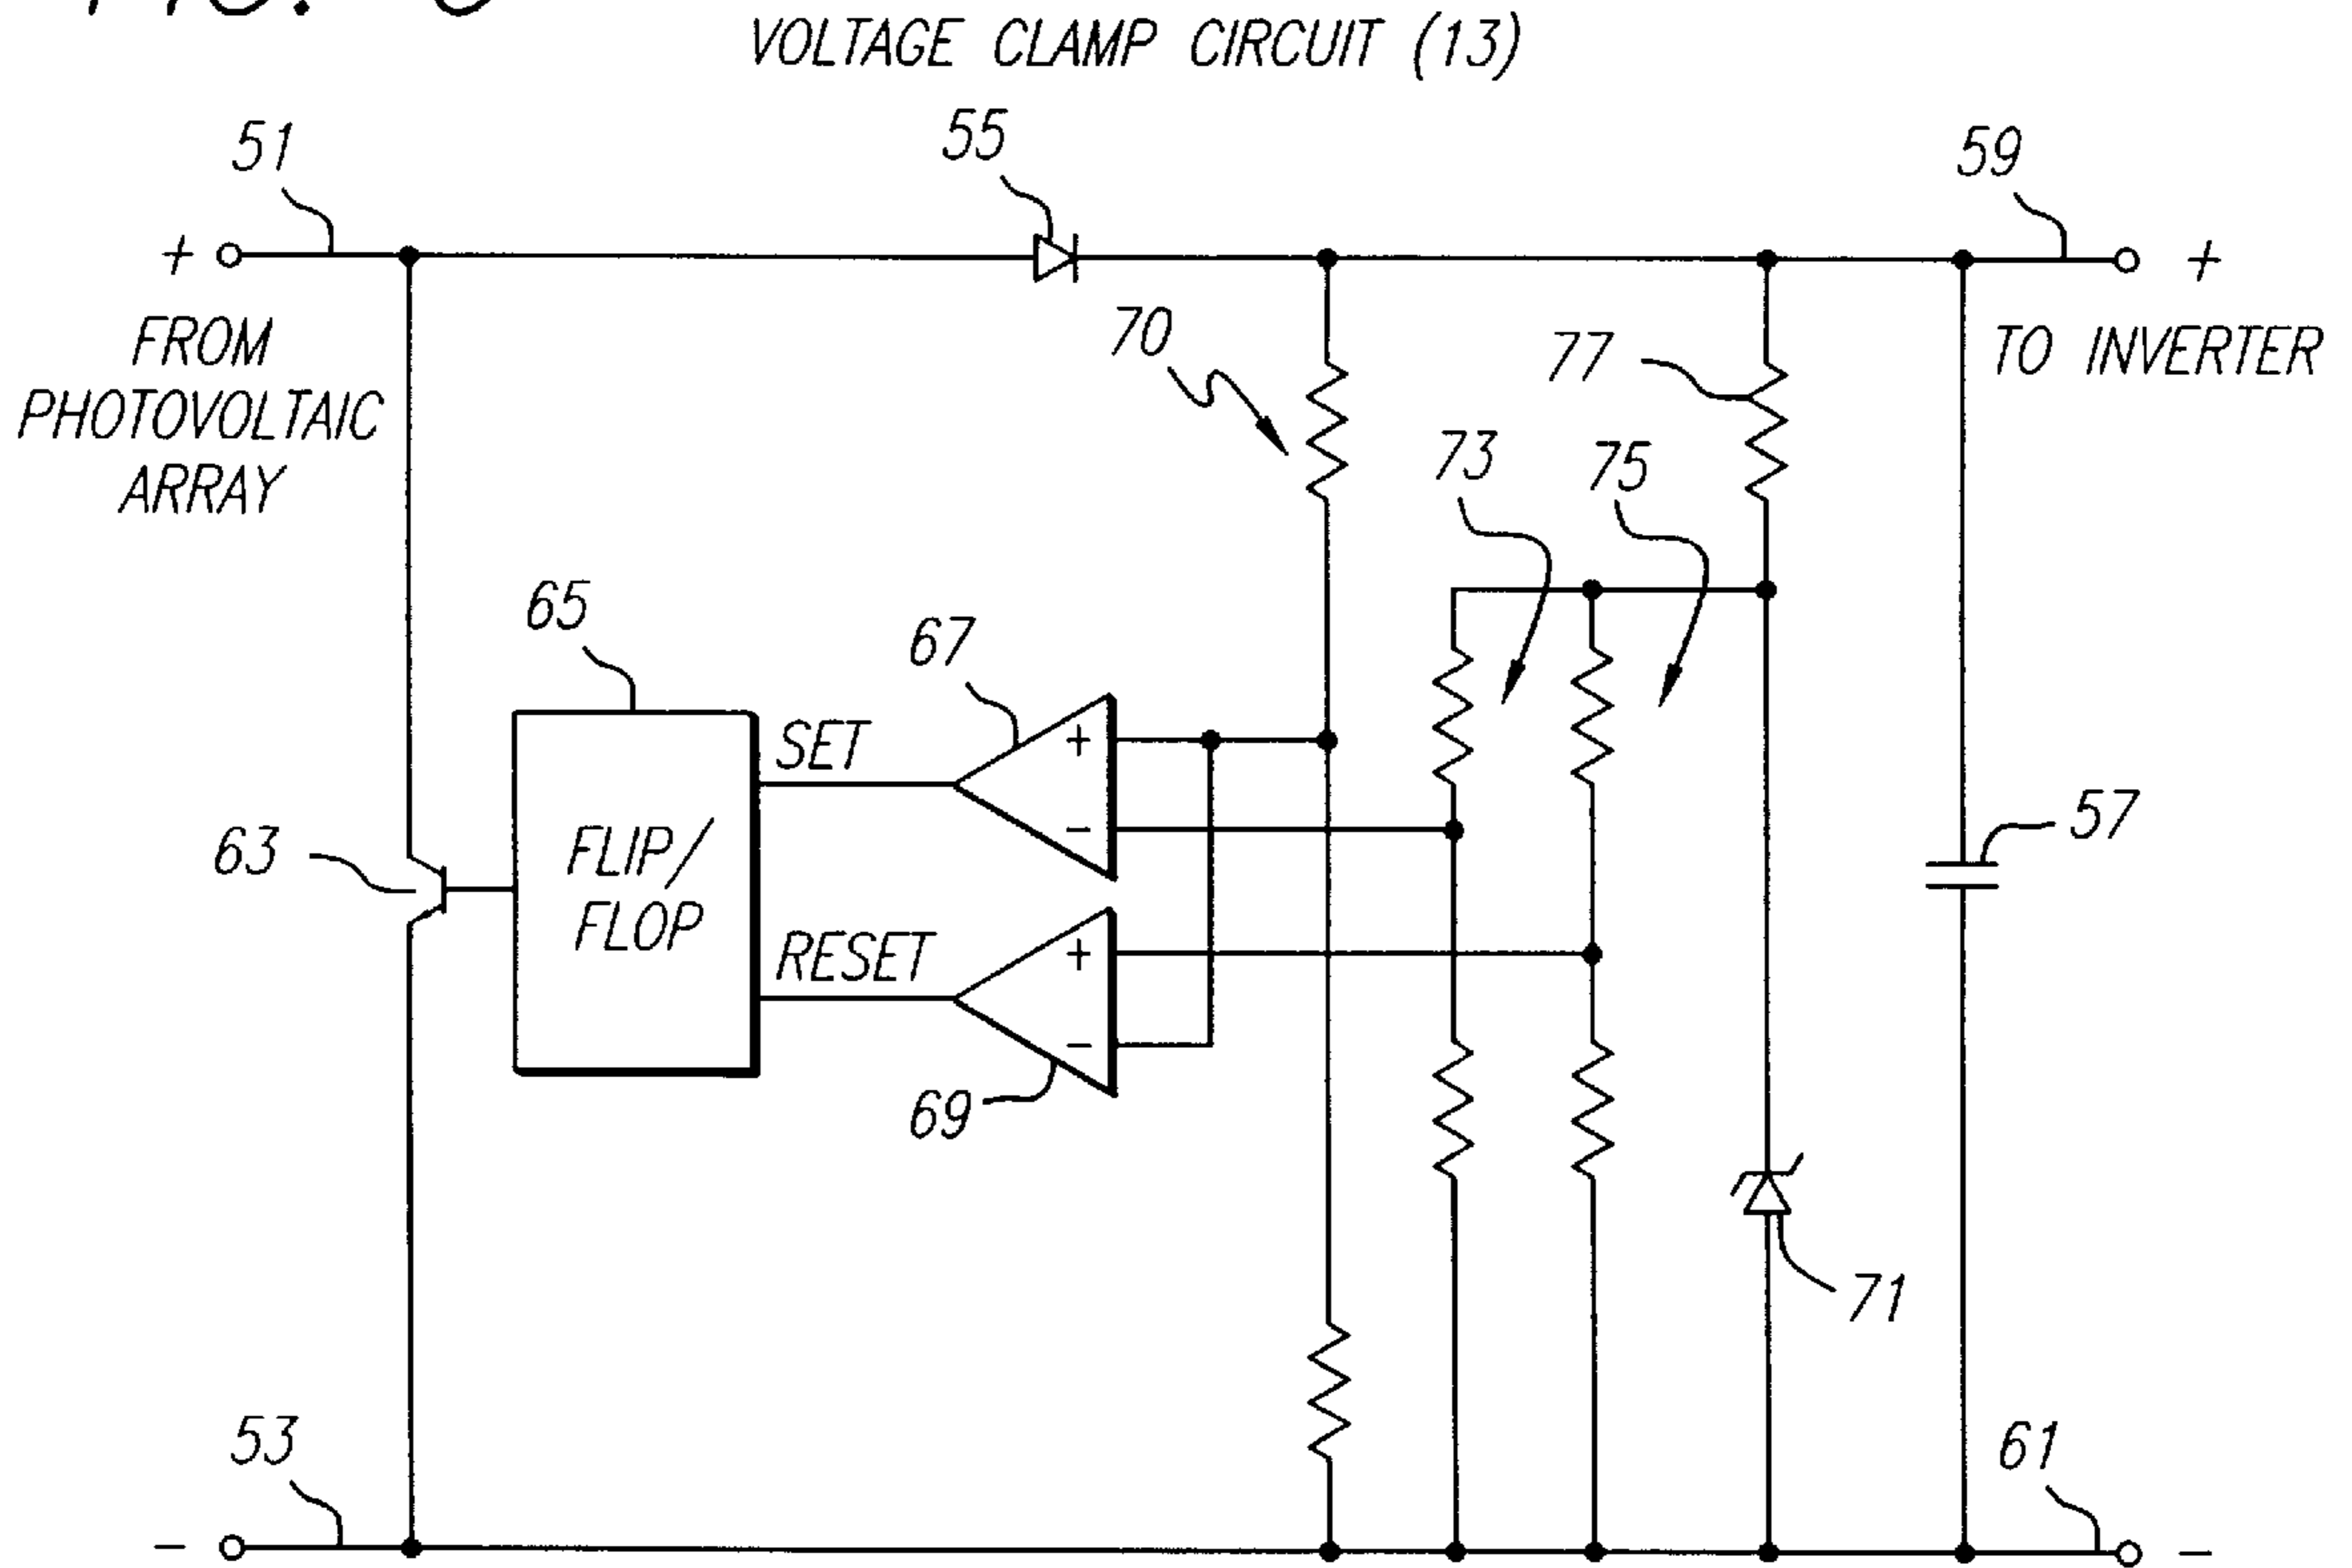 VOLTAGE CLAMP CIRCUIT (13)
51
55
59
+
+
FROM
PHOTOVOLTAIC
ARRAY
TO INVERTER
70
77
73
75
65
67
SET
+
-
63
FLIP/
FLOP
57
RESET
+
-
69
71
53
61
-
-